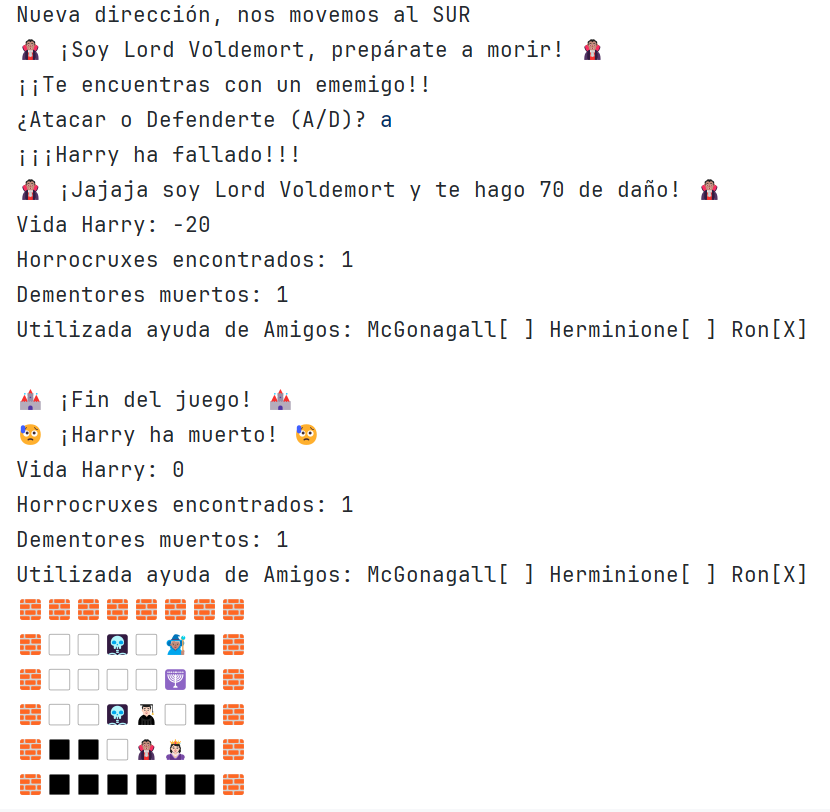 Nueva dirección, nos movemos al SUR
¡Soy Lord Voldemort, prepárate a morir!
¡¡Te encuentras con un ememigo!!
¿Atacar o Defenderte (A/D)? a
¡¡¡Harry ha fallado!!!
¡Jajaja soy Lord Voldemort y te hago 70 de daño!
Vida Harry: -20
Horrocruxes encontrados: 1
Dementores muertos: 1
Utilizada ayuda de Amigos: McGonagall[ ] Herminione[ ] Ron[X]
¡Fin del juego!
¡Harry ha muerto!
Vida Harry: 0
Horrocruxes encontrados: 1
Dementores muertos: 1
Utilizada ayuda de Amigos: McGonagall[ ] Herminione[ ] Ron[X]